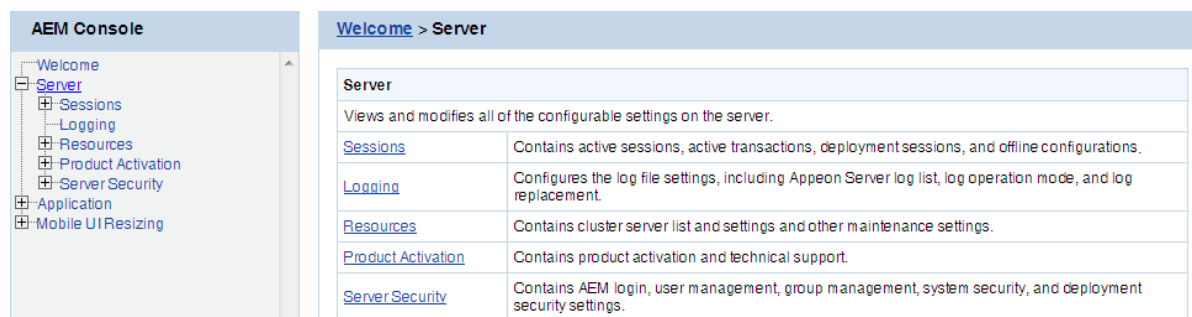 AEM Console
Welcome
Server
Sessions
Logging
Resources
Product Activation
Server Security
Application
Mobile UI Resizing
Welcome > Server
Server
Views and modifies all of the configurable settings on the server.
Sessions
Contains active sessions, active transactions, deployment sessions, and offline configurations.
Logging
Configures the log file settings, including Appeon Server log list, log operation mode, and log
replacement.
Resources
Contains cluster server list and settings and other maintenance settings.
Product Activation
Contains product activation and technical support.
Server Security
Contains AEM login, user management, group management, system security, and deployment
security settings.